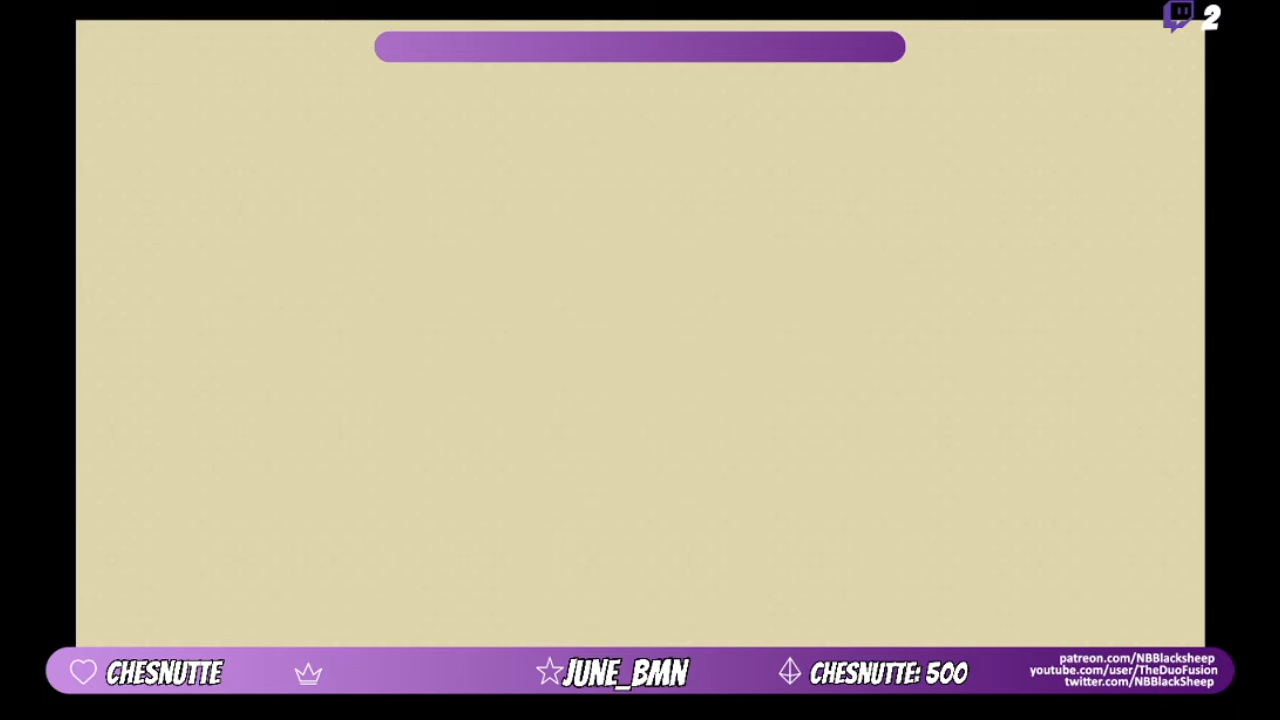 2
CHESNUTTE
JUNE_BMN
CHESNUTTE: 500
patreon.com/NBBlacksheep
youtube.com/user/TheDuoFusion
twitter.com/NBBlackSheep